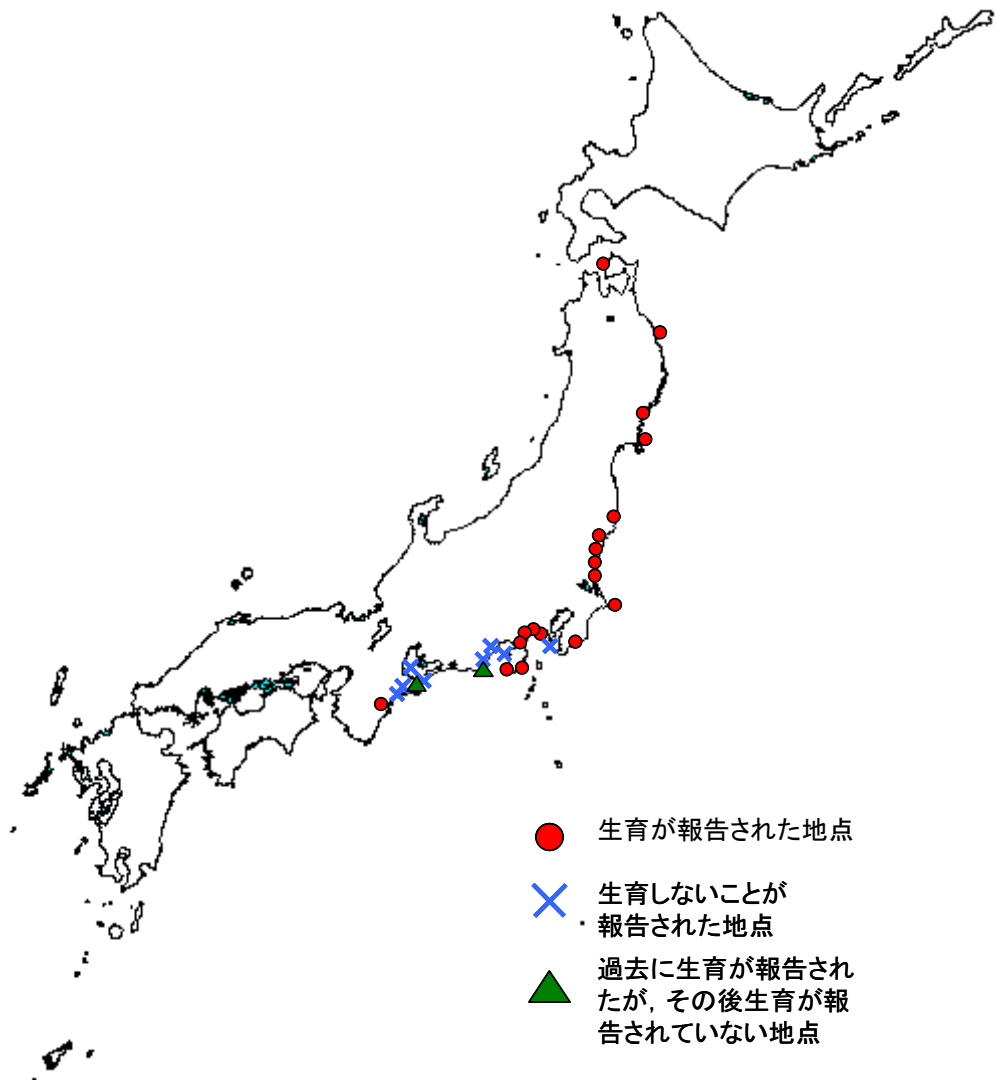 生育が報告された地点
生育しないことが
報告された地点
過去に生育が報告され
たが，その後生育が報
告されていない地点